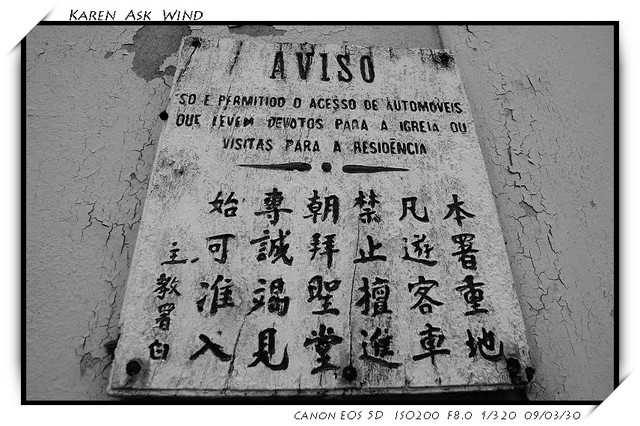 KAREN ASK WIND
AVISO
SO E PERMITIDO O ACESSO DE AUTOMOVEIS
QUE LEVEM DEVOTOS PARA A IGREIA OU
VISITAS PARA A RESIDÊNCIA
本署重地
凡遊客車
禁止擅進
朝拜聖堂
專誠謁見
始可准入
主教署白
CANON EOS 5D ISO200 F8.0 1/320 09/03/30